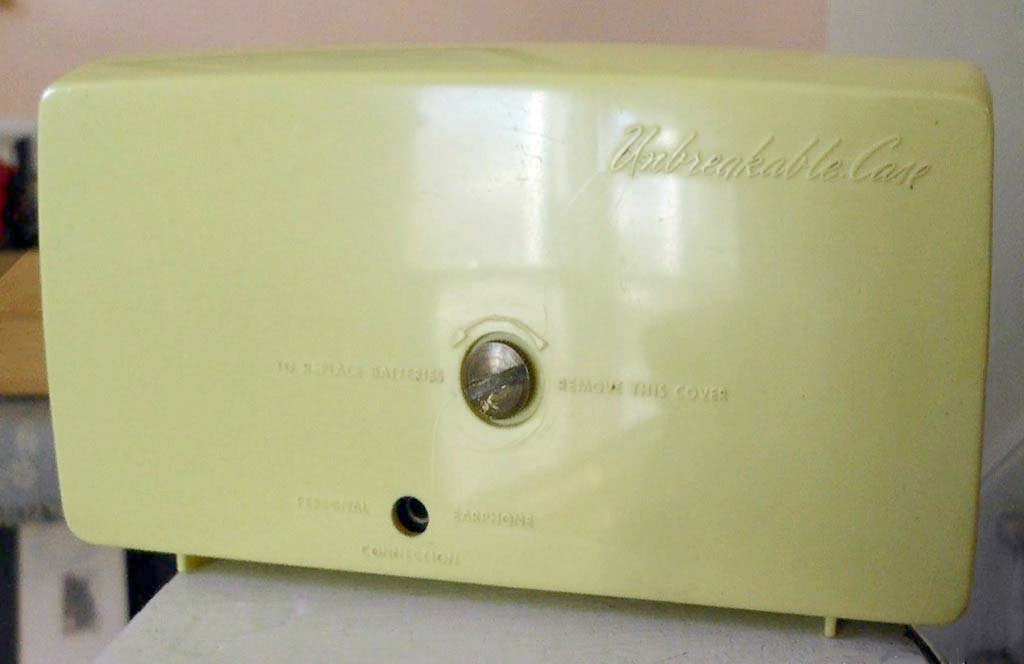 Unbreakable Case
TO REPLACE BATTERIES REMOVE THIS COVER
PERSONAL EARPHONE
CONNECTION